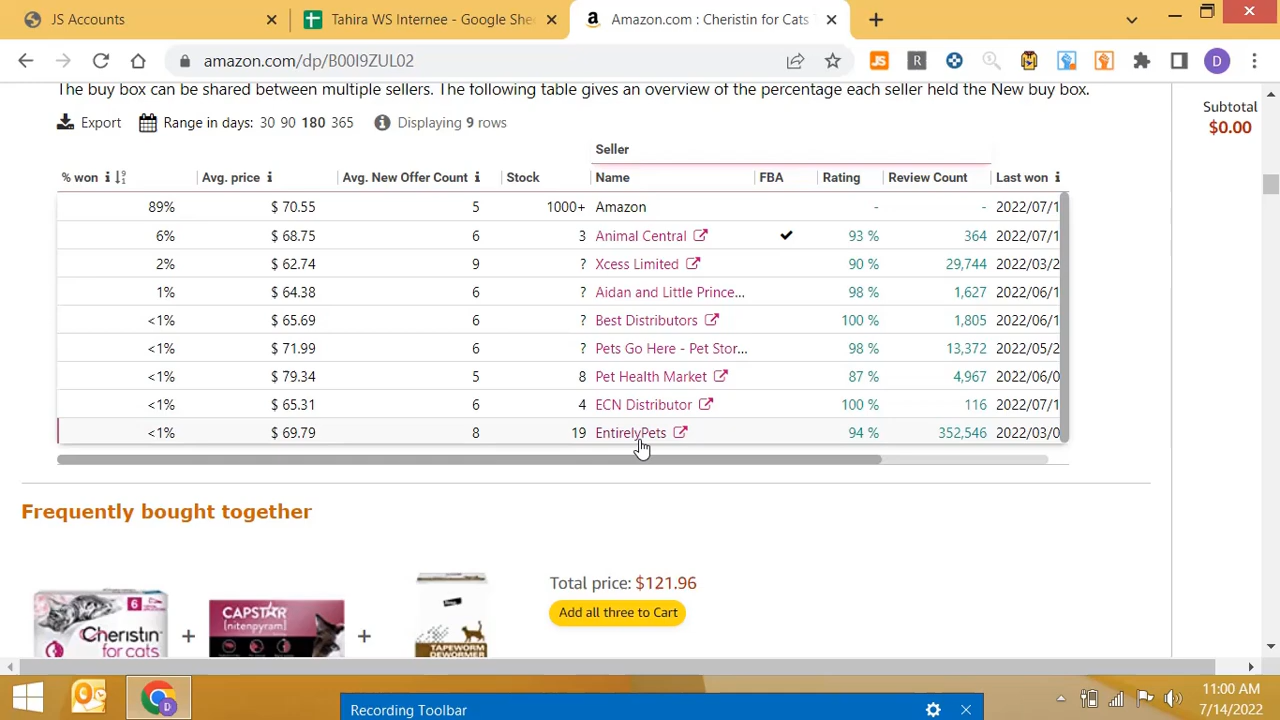 JS Accounts
Tahira WS Internee - Google She
Amazon.com : Cheristin for Cats
amazon.com/dp/B00I9ZUL02
The buy box can be shared between multiple sellers. The following table gives an overview of the percentage each seller held the New buy box.
Export Range in days: 30 90 180 365 Displaying 9 rows
Seller
% won Avg. price Avg. New Offer Count Stock Name FBA Rating Review Count Last won
89% $ 70.55 5 1000+ Amazon - - 2022/07/1
6% $ 68.75 6 3 Animal Central ✔ 93 % 364 2022/07/1
2% $ 62.74 9 ? Xcess Limited 90 % 29,744 2022/03/2
1% $ 64.38 6 ? Aidan and Little Prince... 98 % 1,627 2022/06/1
<1% $ 65.69 6 ? Best Distributors 100 % 1,805 2022/06/1
<1% $ 71.99 6 ? Pets Go Here - Pet Stor... 98 % 13,372 2022/05/2
<1% $ 79.34 5 8 Pet Health Market 87 % 4,967 2022/06/0
<1% $ 65.31 6 4 ECN Distributor 100 % 116 2022/06/1
<1% $ 69.79 8 19 EntirelyPets 94 % 352,546 2022/03/0
Subtotal
$0.00
Frequently bought together
Total price: $121.96
Add all three to Cart
6
Cheristin
for cats
+
CAPSTAR
(nitenpyram)
+
TAPEWORM
DEWORMER
Recording Toolbar
11:00 AM
7/14/2022